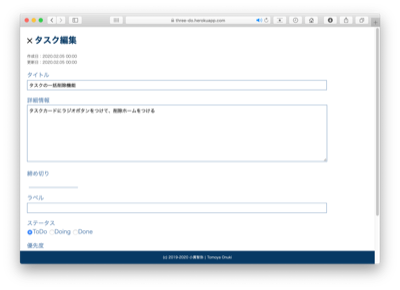 three-do.herokuapp.com
× タスク編集
作成日：2020.02.05 00:00
更新日：2020.02.05 00:00
タイトル
タスクの一括削除機能
詳細情報
タスクカードにラジオボタンをつけて、削除ホームをつける
締め切り
ラベル
ステータス
ToDo Doing Done
優先度
(c) 2019-2020 小栗智弥 | Tomoya Onuki